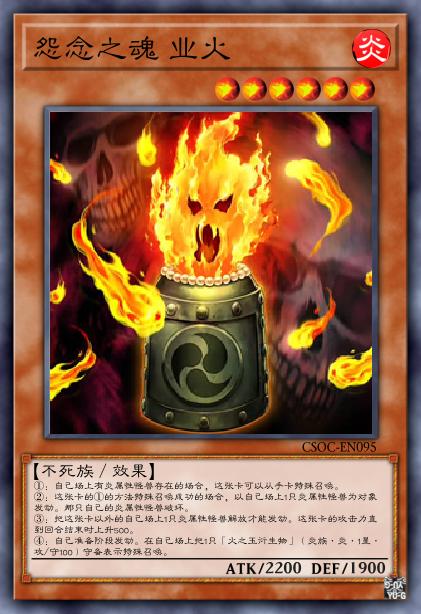 怨念之魂 业火
炎
CSOC-EN095
【不死族／效果】
①：自己场上有炎属性怪兽存在的场合，这张卡可以从手卡特殊召唤。
②：这张卡的①的方法特殊召唤成功的场合，以自己场上1只炎属性怪兽为对象
发动。那只自己的炎属性怪兽破坏。
③：把这张卡以外的自己场上1只炎属性怪兽解放才能发动。这张卡的攻击力直
到回合结束时上升500。
④：自己准备阶段发动。在自己场上把1只「火之玉衍生物」（炎族·炎·1星·
攻/守100）守备表示特殊召唤。
ATK/2200 DEF/1900